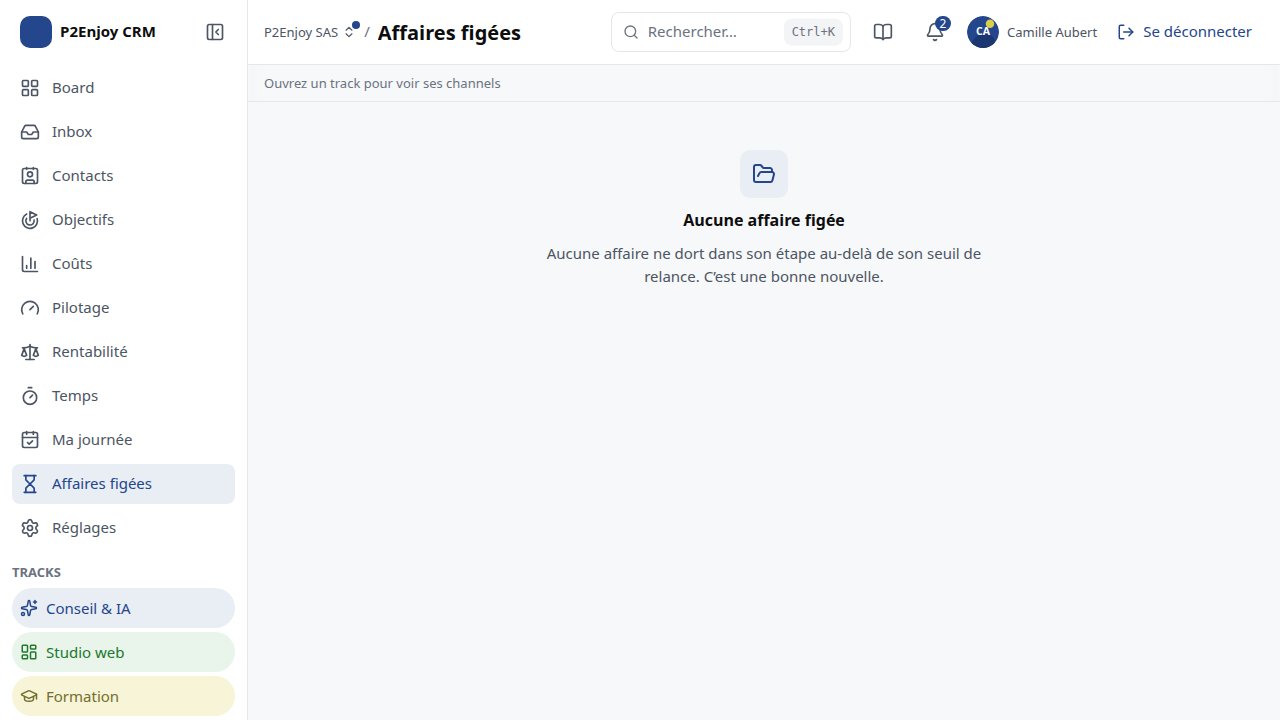 P2Enjoy CRM
P2Enjoy SAS / Affaires figées
Rechercher... Ctrl+K
2
CA
Camille Aubert
Se déconnecter
Ouvrez un track pour voir ses channels
Board
Inbox
Contacts
Objectifs
Coûts
Pilotage
Rentabilité
Temps
Ma journée
Affaires figées
Réglages
TRACKS
Conseil & IA
Studio web
Formation
Aucune affaire figée
Aucune affaire ne dort dans son étape au-delà de son seuil de
relance. C’est une bonne nouvelle.